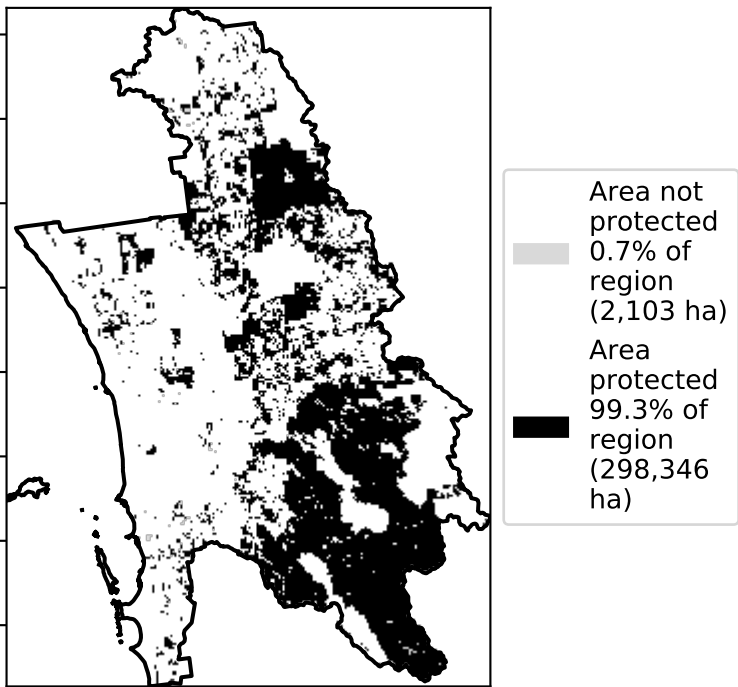 Area not
protected
0.7% of
region
(2,103 ha)
Area
protected
99.3% of
region
(298,346
ha)